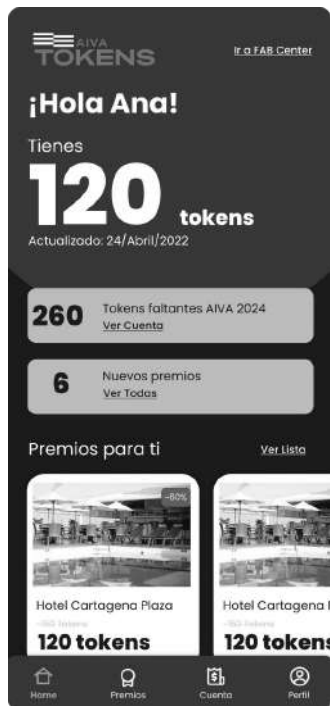 AIVA
TOKENS
Ir a FAB Center
¡Hola Ana!
Tienes
120 tokens
Actualizado: 24/Abril/2022
260
Tokens faltantes AIVA 2024
Ver Cuenta
6
Nuevos premios
Ver Todas
Premios para ti
Ver Lista
-80%
Hotel Cartagena Plaza
120 tokens
Hotel Cartagena
120 tokens
Home
Premios
Cuenta
Perfil